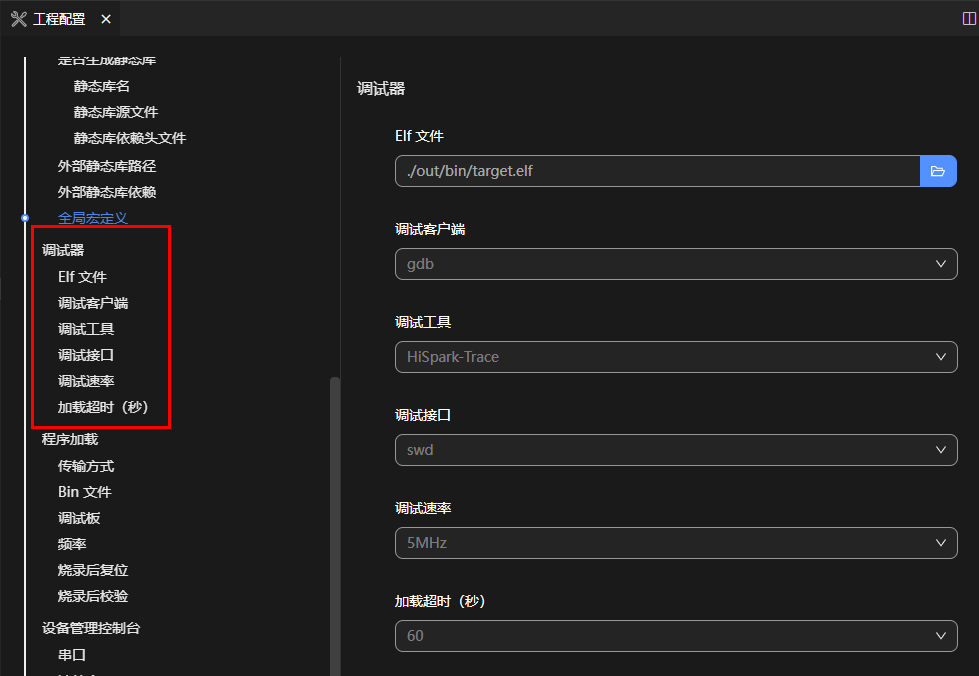 工程配置
是否生成静态库
静态库名
静态库源文件
静态库依赖头文件
外部静态库路径
外部静态库依赖
全局宏定义
调试器
Elf 文件
调试客户端
调试工具
调试接口
调试速率
加载超时（秒）
程序加载
传输方式
Bin 文件
调试板
频率
烧录后复位
烧录后校验
设备管理控制台
串口
调试器
Elf 文件
./out/bin/target.elf
调试客户端
gdb
调试工具
HiSpark-Trace
调试接口
swd
调试速率
5MHz
加载超时（秒）
60